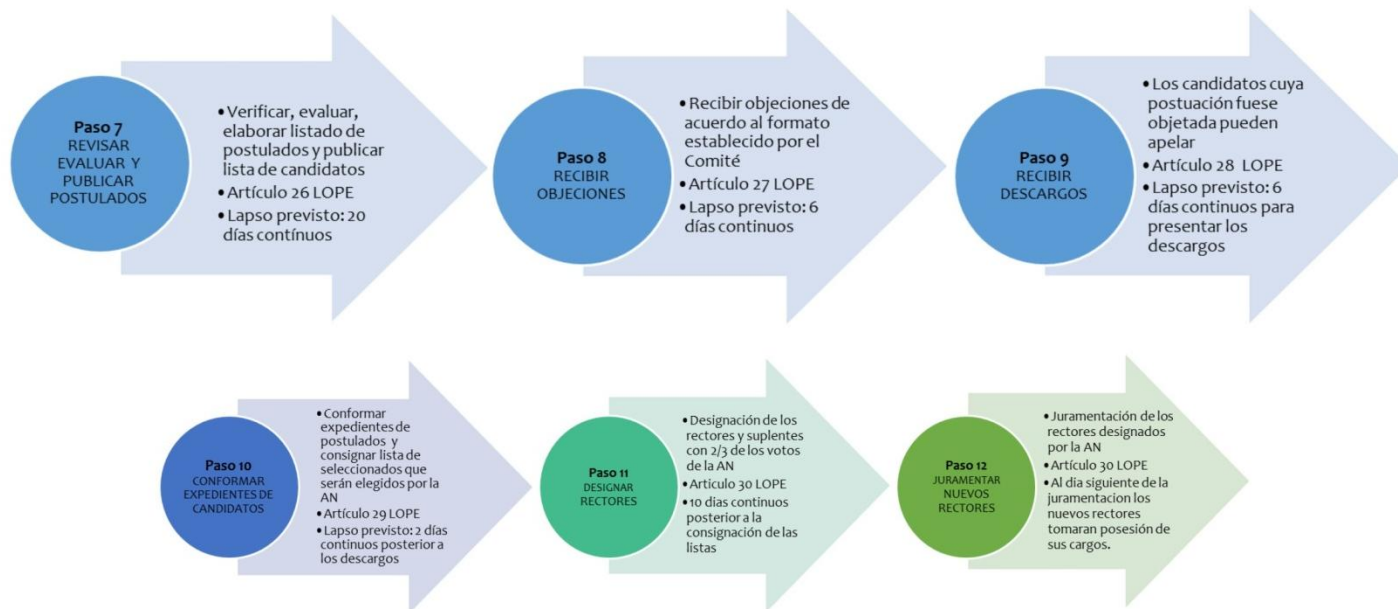 Paso 7
REVISAR
EVALUAR Y
PUBLICAR
POSTULADOS
• Verificar, evaluar,
elaborar listado de
postulados y publicar
lista de candidatos
• Artículo 26 LOPE
• Lapso previsto: 20
días contínuos
Paso 8
RECIBIR
OBJECIONES
• Recibir objeciones de
acuerdo al formato
establecido por el
Comité
• Artículo 27 LOPE
• Lapso previsto: 6
días continuos
Paso 9
RECIBIR
DESCARGOS
• Los candidatos cuya
postuación fuese
objetada pueden
apelar
• Artículo 28 LOPE
• Lapso previsto: 6
días continuos para
presentar los
descargos
Paso 10
CONFORMAR
EXPEDIENTES DE
CANDIDATOS
• Conformar
expedientes de
postulados y
consignar lista de
seleccionados que
serán elegidos por la
AN
• Artículo 29 LOPE
• Lapso previsto: 2 días
continuos posterior a
los descargos
Paso 11
DESIGNAR
RECTORES
• Designación de los
rectores y suplentes
con 2/3 de los votos
de la AN
• Articulo 30 LOPE
• 10 dias continuos
posterior a la
consignación de las
listas
Paso 12
JURAMENTAR
NUEVOS
RECTORES
• Juramentación de los
rectores designados
por la AN
• Artículo 30 LOPE
• Al dia siguiente de la
juramentacion los
nuevos rectores
tomaran posesión de
sus cargos.